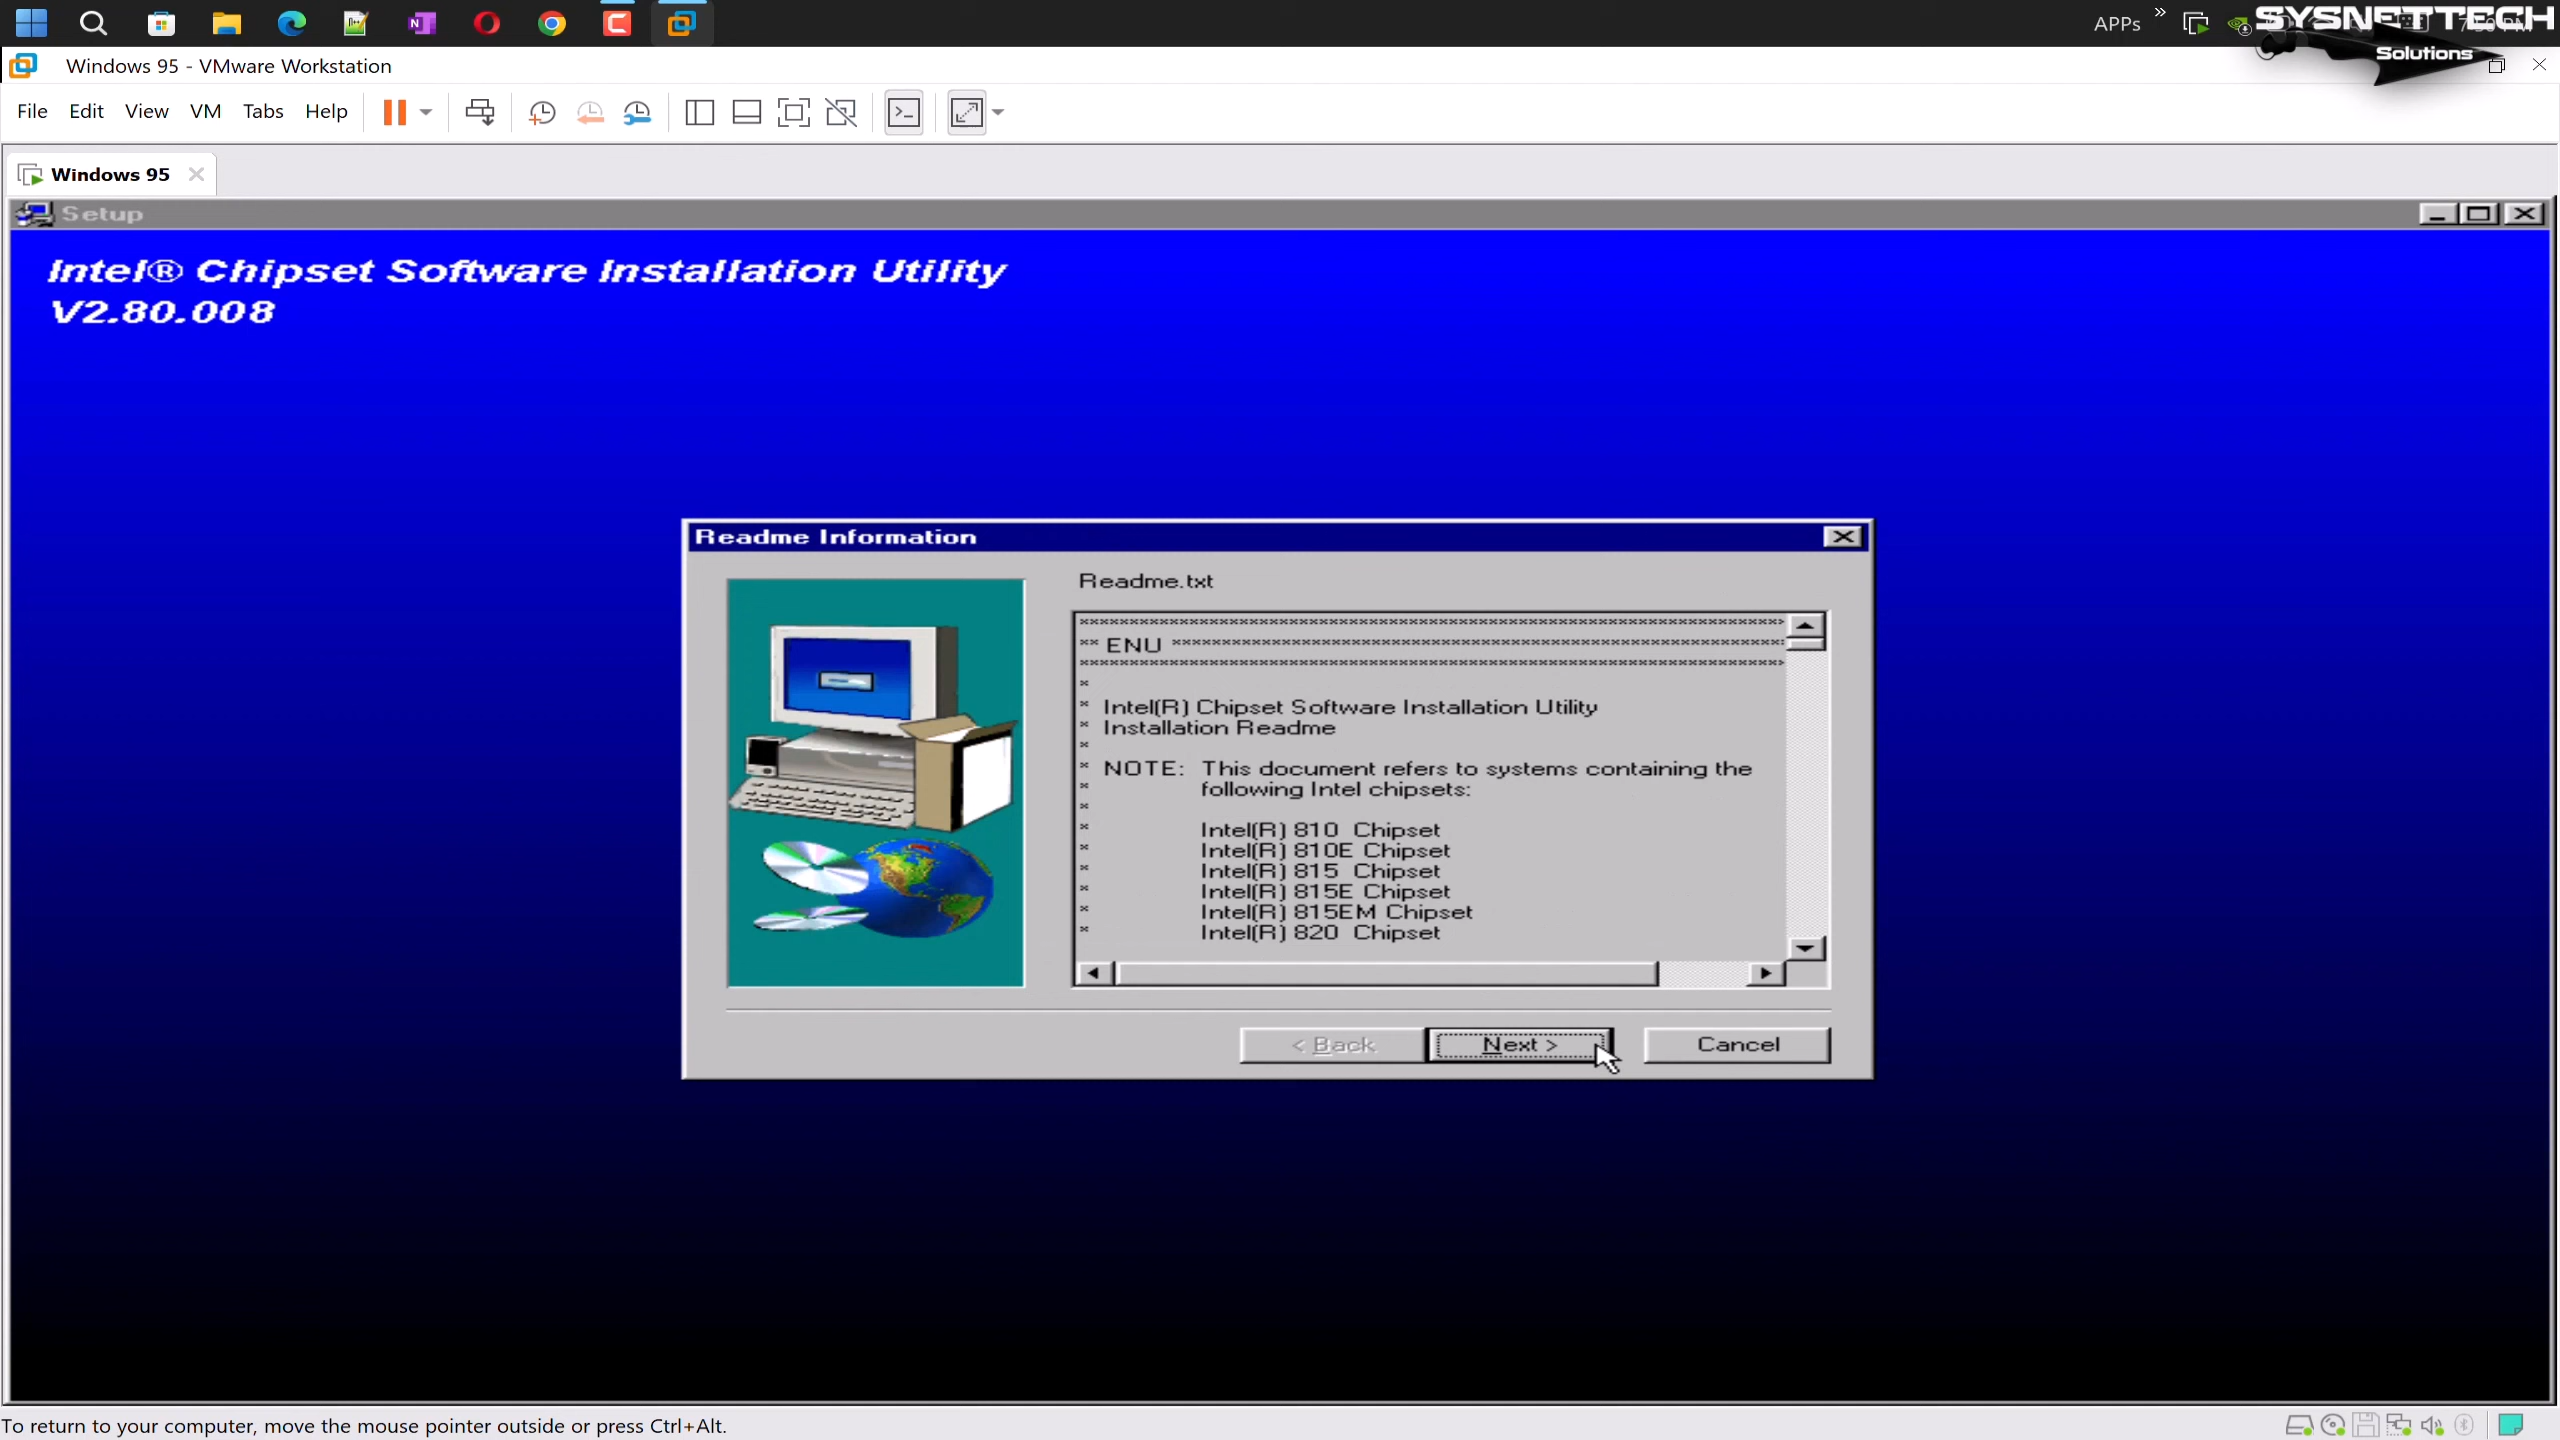 APPs
SYSNETTECH
Solutions
Windows 95 - VMware Workstation
File Edit View VM Tabs Help
Windows 95
Setup
Intel® Chipset Software Installation Utility
V2.80.008
Readme Information
Readme.txt
** ENU
* Intel(R) Chipset Software Installation Utility
* Installation Readme
* NOTE: This document refers to systems containing the
* following Intel chipsets:
* Intel(R) 810 Chipset
* Intel(R) 810E Chipset
* Intel(R) 815 Chipset
* Intel(R) 815E Chipset
* Intel(R) 815EM Chipset
* Intel(R) 820 Chipset
< Back Next > Cancel
To return to your computer, move the mouse pointer outside or press Ctrl+Alt.